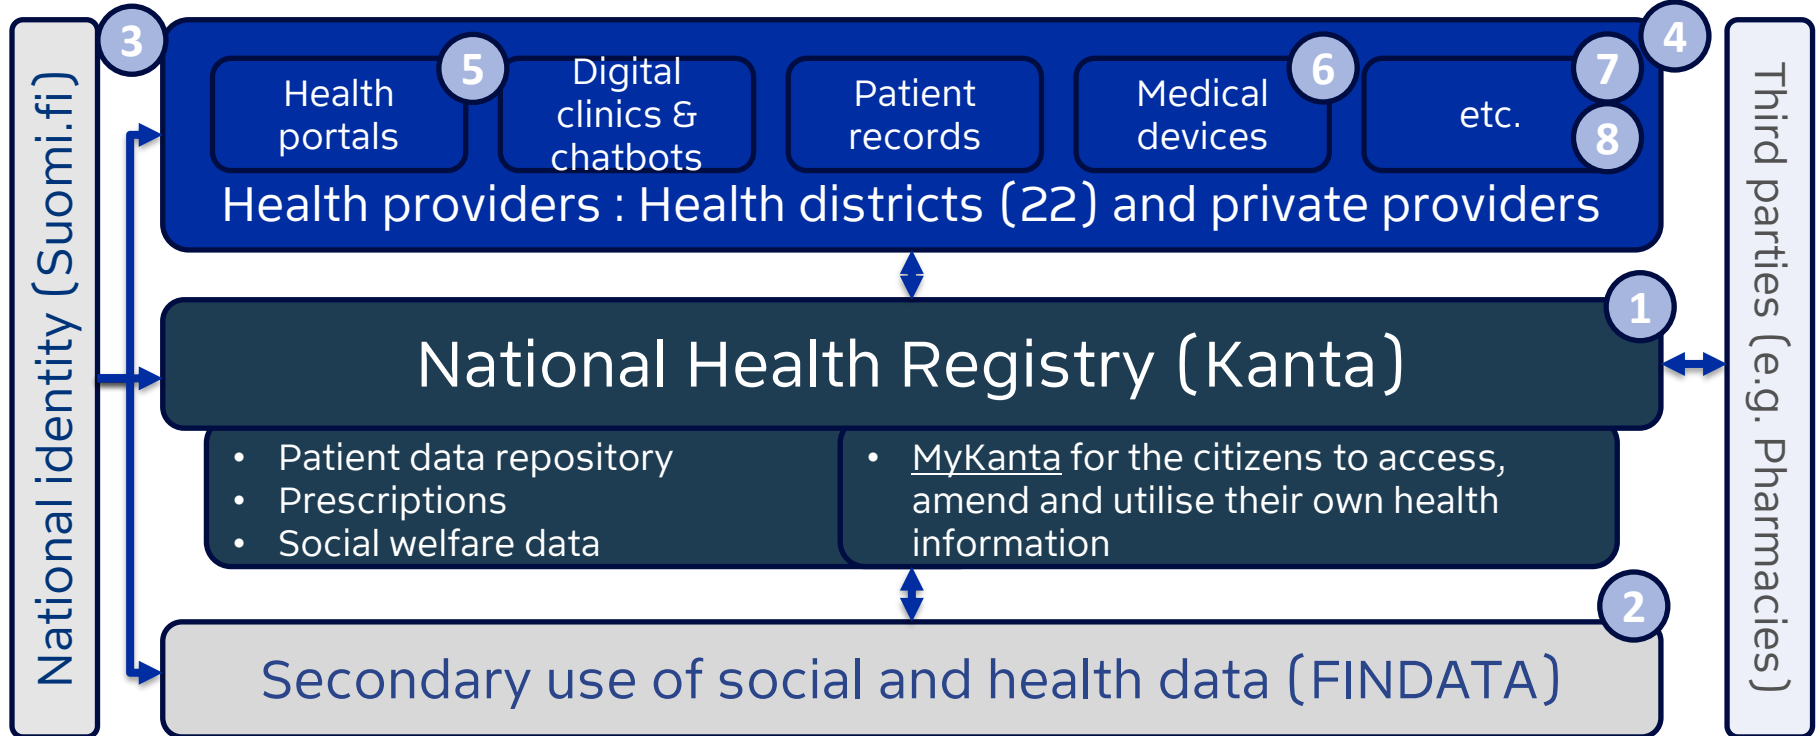 National identity (Suomi.fi)
3
4
Health
portals
5
Digital
clinics &
chatbots
Patient
records
Medical
devices
6
etc.
7
8
Health providers : Health districts (22) and private providers
1
National Health Registry (Kanta)
• Patient data repository
• Prescriptions
• Social welfare data
• MyKanta for the citizens to access,
amend and utilise their own health
information
2
Secondary use of social and health data (FINDATA)
Third parties (e.g. Pharmacies)